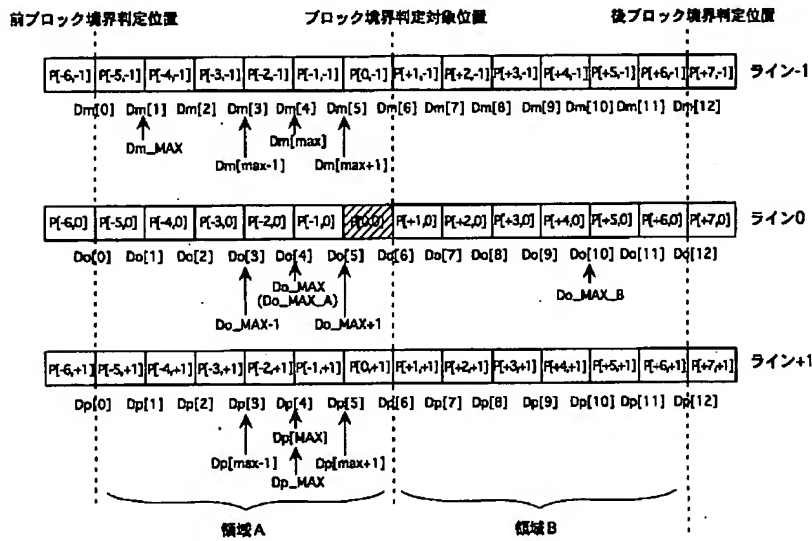 前ブロック境界判定位置 ブロック境界判定対象位置 後ブロック境界判定位置
P[-6,-1] P[-5,-1] P[-4,-1] P[-3,-1] P[-2,-1] P[-1,-1] P[0,-1] P[+1,-1] P[+2,-1] P[+3,-1] P[+4,-1] P[+5,-1] P[+6,-1] P[+7,-1] ライン-1
Dm[0] Dm[1] Dm[2] Dm[3] Dm[4] Dm[5] Dm[6] Dm[7] Dm[8] Dm[9] Dm[10] Dm[11] Dm[12]
Dm_MAX Dm[max]
Dm[max-1] Dm[max+1]
P[-6,0] P[-5,0] P[-4,0] P[-3,0] P[-2,0] P[-1,0] P[0,0] P[+1,0] P[+2,0] P[+3,0] P[+4,0] P[+5,0] P[+6,0] P[+7,0] ライン0
Do[0] Do[1] Do[2] Do[3] Do[4] Do[5] Do[6] Do[7] Do[8] Do[9] Do[10] Do[11] Do[12]
Do_MAX Do_MAX_B
(Do_MAX_A)
Do_MAX-1 Do_MAX+1
P[-6,+1] P[-5,+1] P[-4,+1] P[-3,+1] P[-2,+1] P[-1,+1] P[0,+1] P[+1,+1] P[+2,+1] P[+3,+1] P[+4,+1] P[+5,+1] P[+6,+1] P[+7,+1] ライン+1
Dp[0] Dp[1] Dp[2] Dp[3] Dp[4] Dp[5] Dp[6] Dp[7] Dp[8] Dp[9] Dp[10] Dp[11] Dp[12]
Dp[MAX]
Dp[max-1] Dp[max+1]
Dp_MAX
領域A 領域B